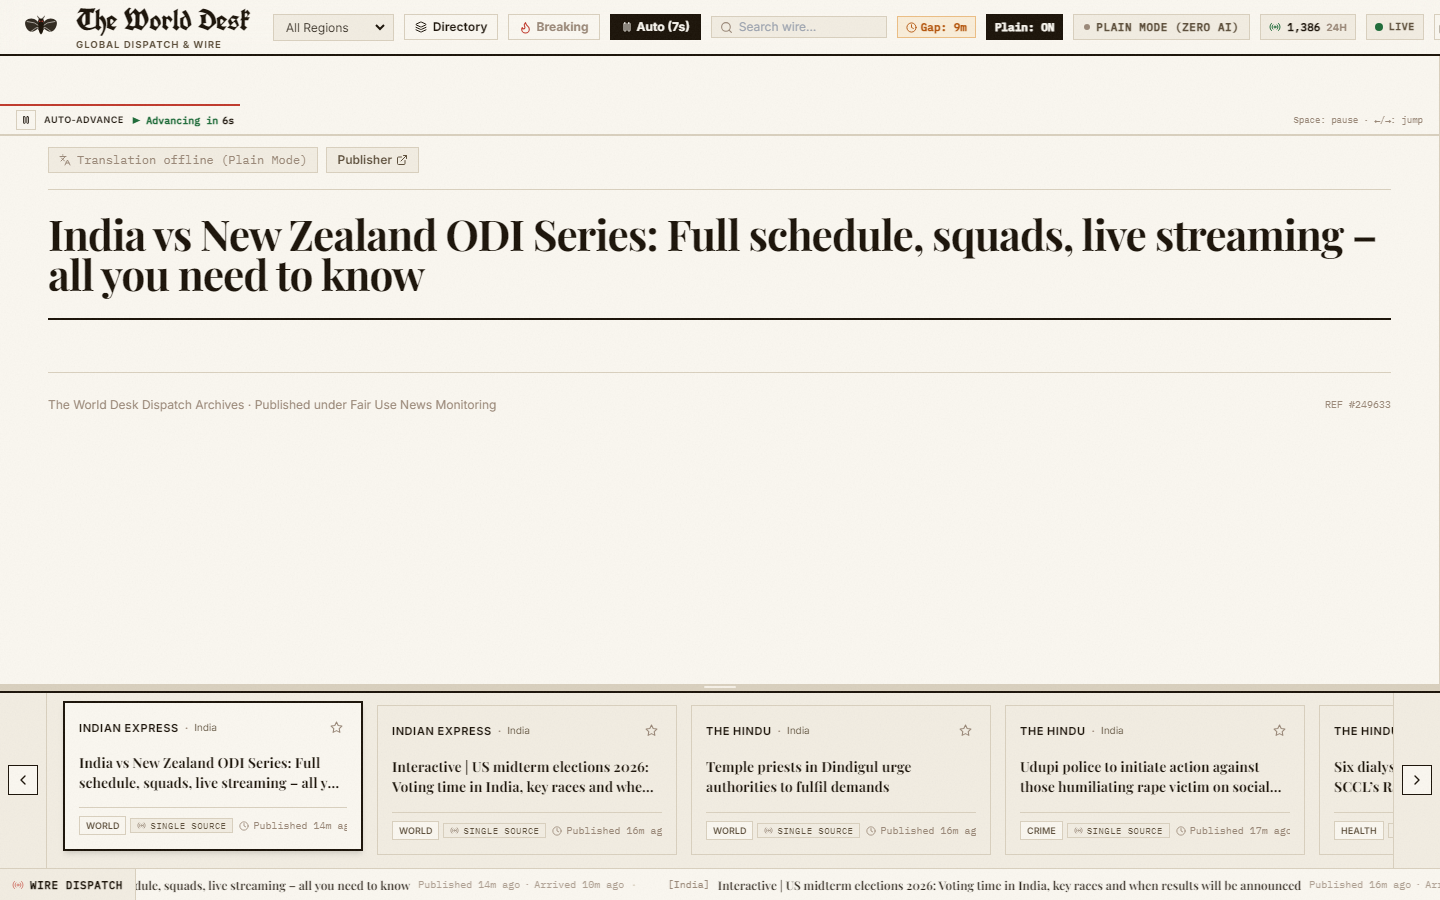 The World Desk
GLOBAL DISPATCH & WIRE
All Regions
Directory
Breaking
Auto (7s)
Search wire...
Gap: 9m
Plain: ON
PLAIN MODE (ZERO AI)
1,386 24H
LIVE
AUTO-ADVANCE ▶ Advancing in 6s
Space: pause · ←/→: jump
Translation offline (Plain Mode)
Publisher
India vs New Zealand ODI Series: Full schedule, squads, live streaming –
all you need to know
The World Desk Dispatch Archives · Published under Fair Use News Monitoring
REF #249633
INDIAN EXPRESS · India
India vs New Zealand ODI Series: Full
schedule, squads, live streaming – all y...
WORLD SINGLE SOURCE Published 14m ag
INDIAN EXPRESS · India
Interactive | US midterm elections 2026:
Voting time in India, key races and whe...
WORLD SINGLE SOURCE Published 16m ag
THE HINDU · India
Temple priests in Dindigul urge
authorities to fulfil demands
WORLD SINGLE SOURCE Published 16m ag
THE HINDU · India
Udupi police to initiate action against
those humiliating rape victim on social...
CRIME SINGLE SOURCE Published 17m ago
THE HINDU
Six dialys
SCCL's R
HEALTH
WIRE DISPATCH
dule, squads, live streaming – all you need to know Published 14m ago · Arrived 10m ago ·
[India] Interactive | US midterm elections 2026: Voting time in India, key races and when results will be announced Published 16m ago ·